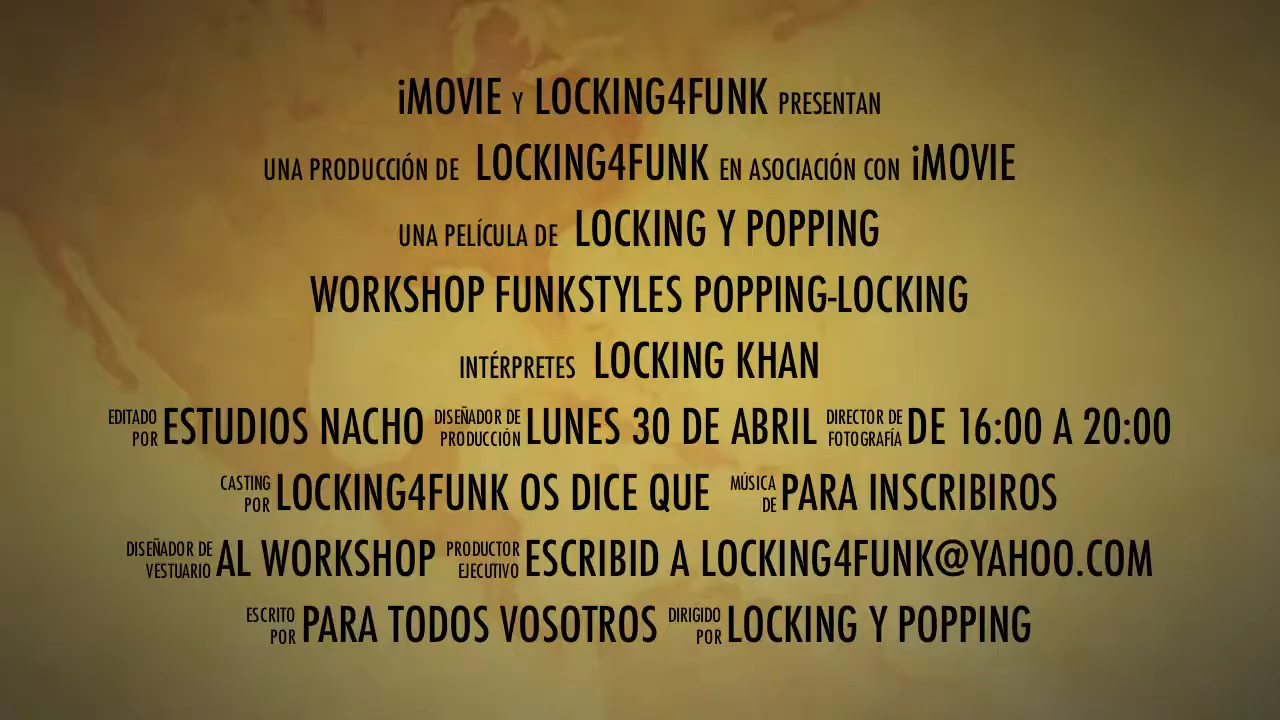 iMOVIE Y LOCKING4FUNK PRESENTAN
UNA PRODUCCIÓN DE LOCKING4FUNK EN ASOCIACIÓN CON iMOVIE
UNA PELÍCULA DE LOCKING Y POPPING
WORKSHOP FUNKSTYLES POPPING-LOCKING
INTÉRPRETES LOCKING KHAN
EDITADO POR ESTUDIOS NACHO DISEÑADOR DE PRODUCCIÓN LUNES 30 DE ABRIL DIRECTOR DE FOTOGRAFÍA DE 16:00 A 20:00
CASTING POR LOCKING4FUNK OS DICE QUE MÚSICA DE PARA INSCRIBIROS
DISEÑADOR DE VESTUARIO AL WORKSHOP PRODUCTOR EJECUTIVO ESCRIBID A LOCKING4FUNK@YAHOO.COM
ESCRITO POR PARA TODOS VOSOTROS DIRIGIDO POR LOCKING Y POPPING